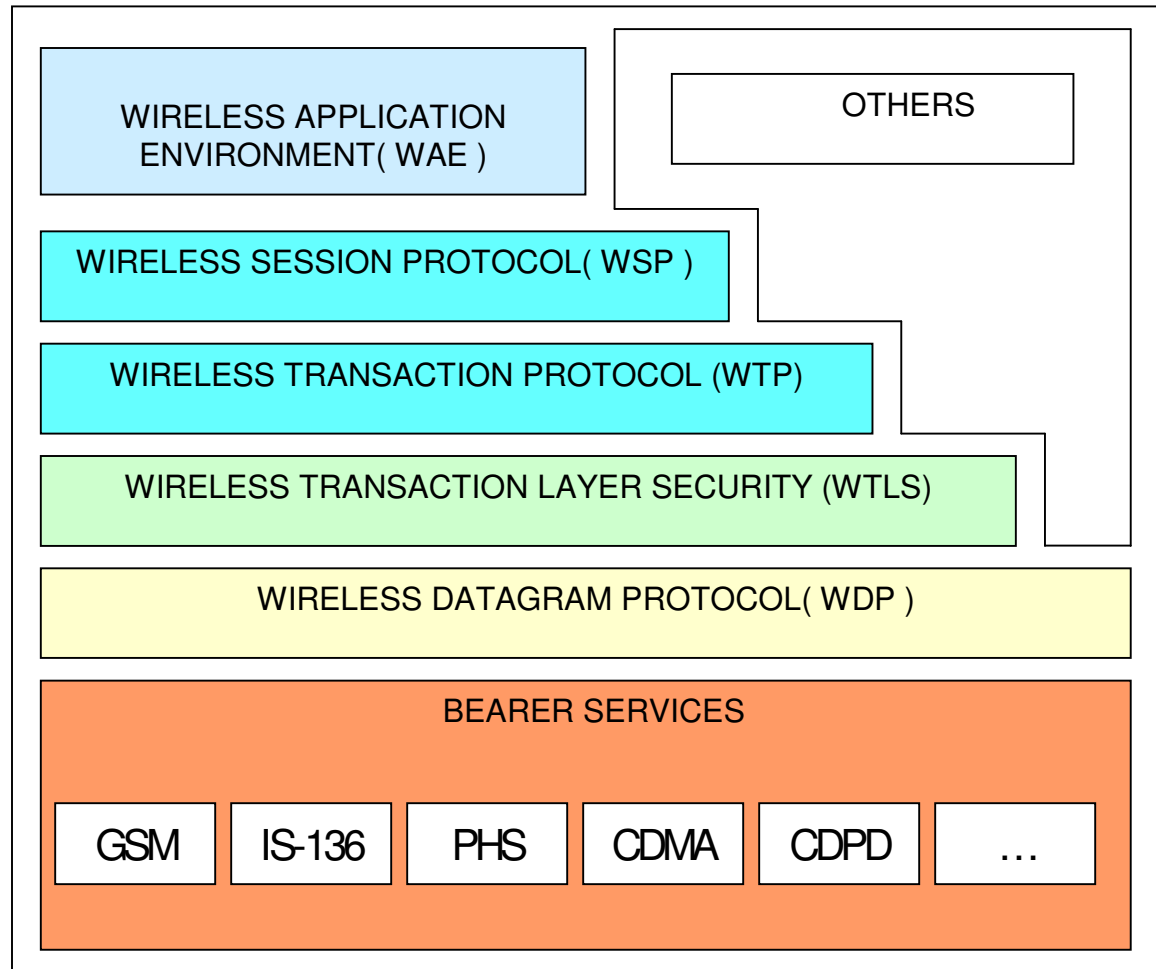 WIRELESS APPLICATION
ENVIRONMENT( WAE )
OTHERS
WIRELESS SESSION PROTOCOL( WSP )
WIRELESS TRANSACTION PROTOCOL (WTP)
WIRELESS TRANSACTION LAYER SECURITY (WTLS)
WIRELESS DATAGRAM PROTOCOL( WDP )
BEARER SERVICES
GSM IS-136 PHS CDMA CDPD …